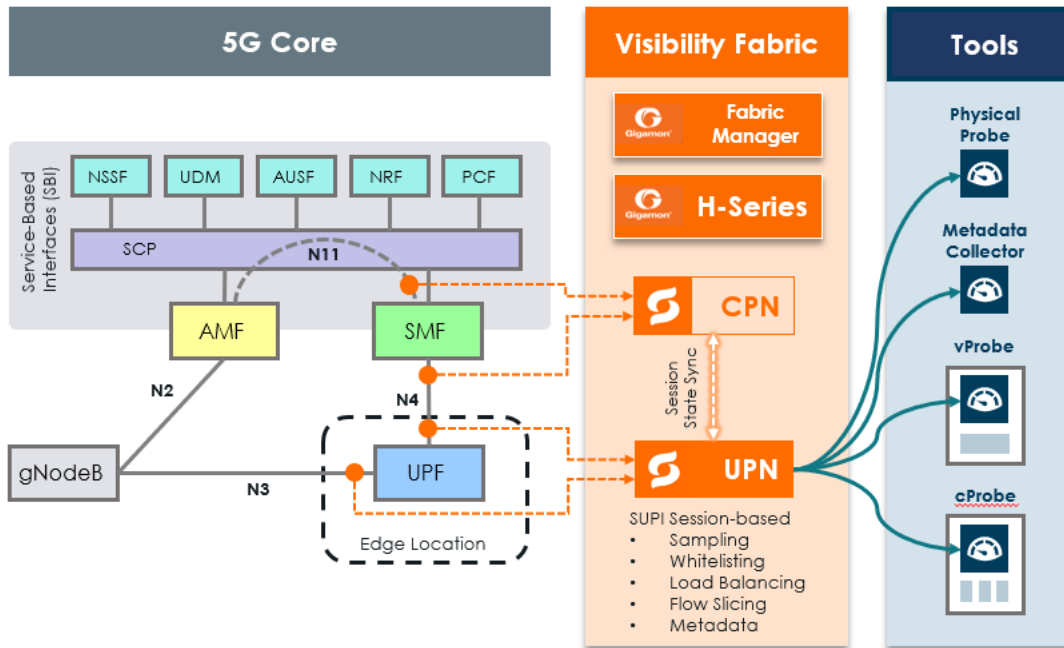 5G Core
Service-Based
Interfaces (SBI)
NSSF
UDM
AUSF
NRF
PCF
SCP
N11
AMF
SMF
N2
N4
gNodeB
N3
UPF
Edge Location
Visibility Fabric
Gigamon®
Fabric
Manager
Gigamon®
H-Series
CPN
Session
State Sync
UPN
SUPI Session-based
• Sampling
• Whitelisting
• Load Balancing
• Flow Slicing
• Metadata
Tools
Physical
Probe
Metadata
Collector
vProbe
cProbe